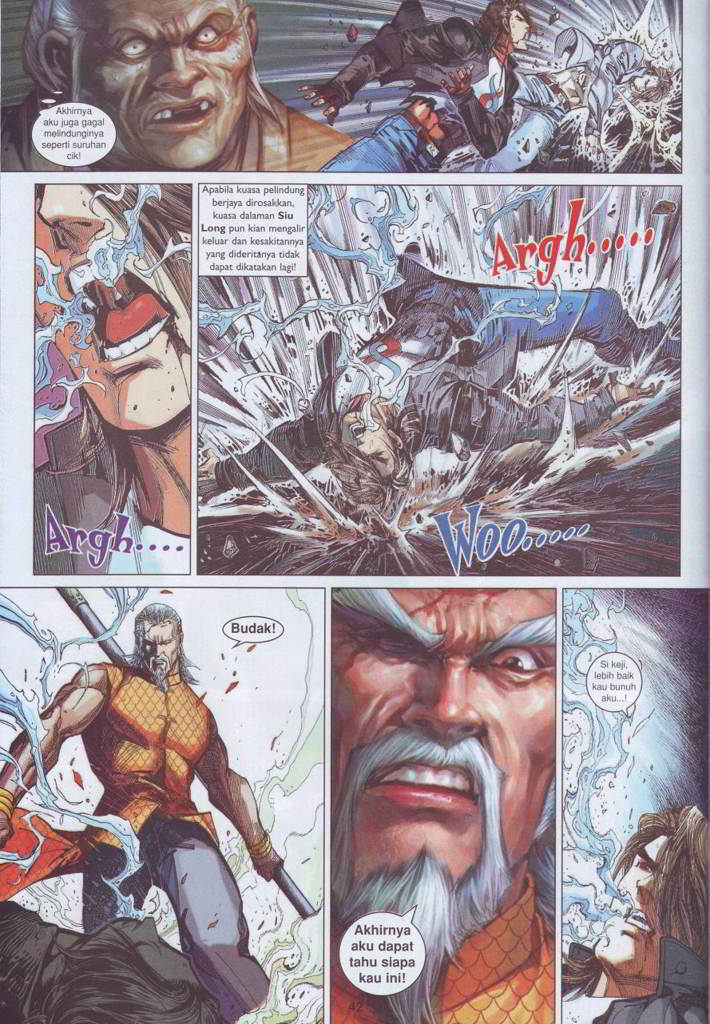 Akhirnya
aku juga gagal
melindunginya
seperti suruhan
cik!
Apabila kuasa pelindung
berjaya dirosakkan,
kuasa dalaman Siu
Long pun kian mengalir
keluar dan kesakitannya
yang dideritanya tidak
dapat dikatakan lagi!
Argh.....
Argh....
Woo.....
Budak!
Akhirnya
aku dapat
tahu siapa
kau ini!
Si keji,
lebih baik
kau bunuh
aku...!
42